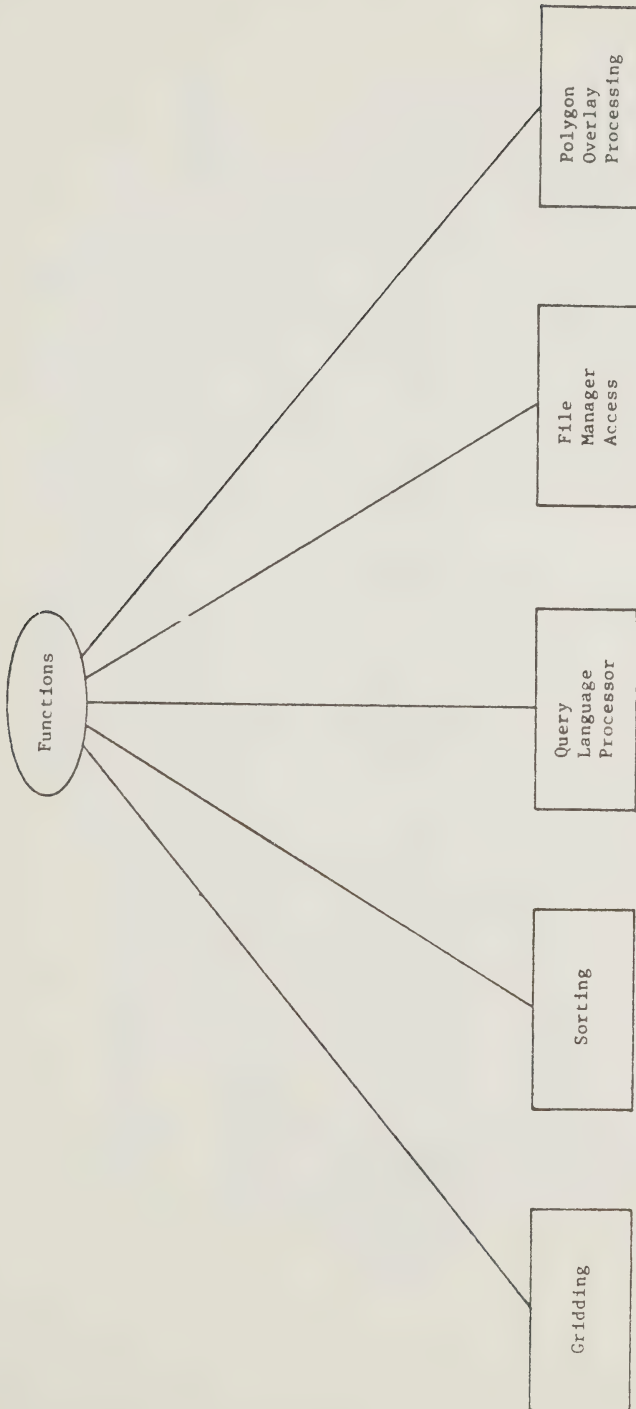 Functions
Gridding
Sorting
Query
Language
Processor
File
Manager
Access
Polygon
Overlay
Processing